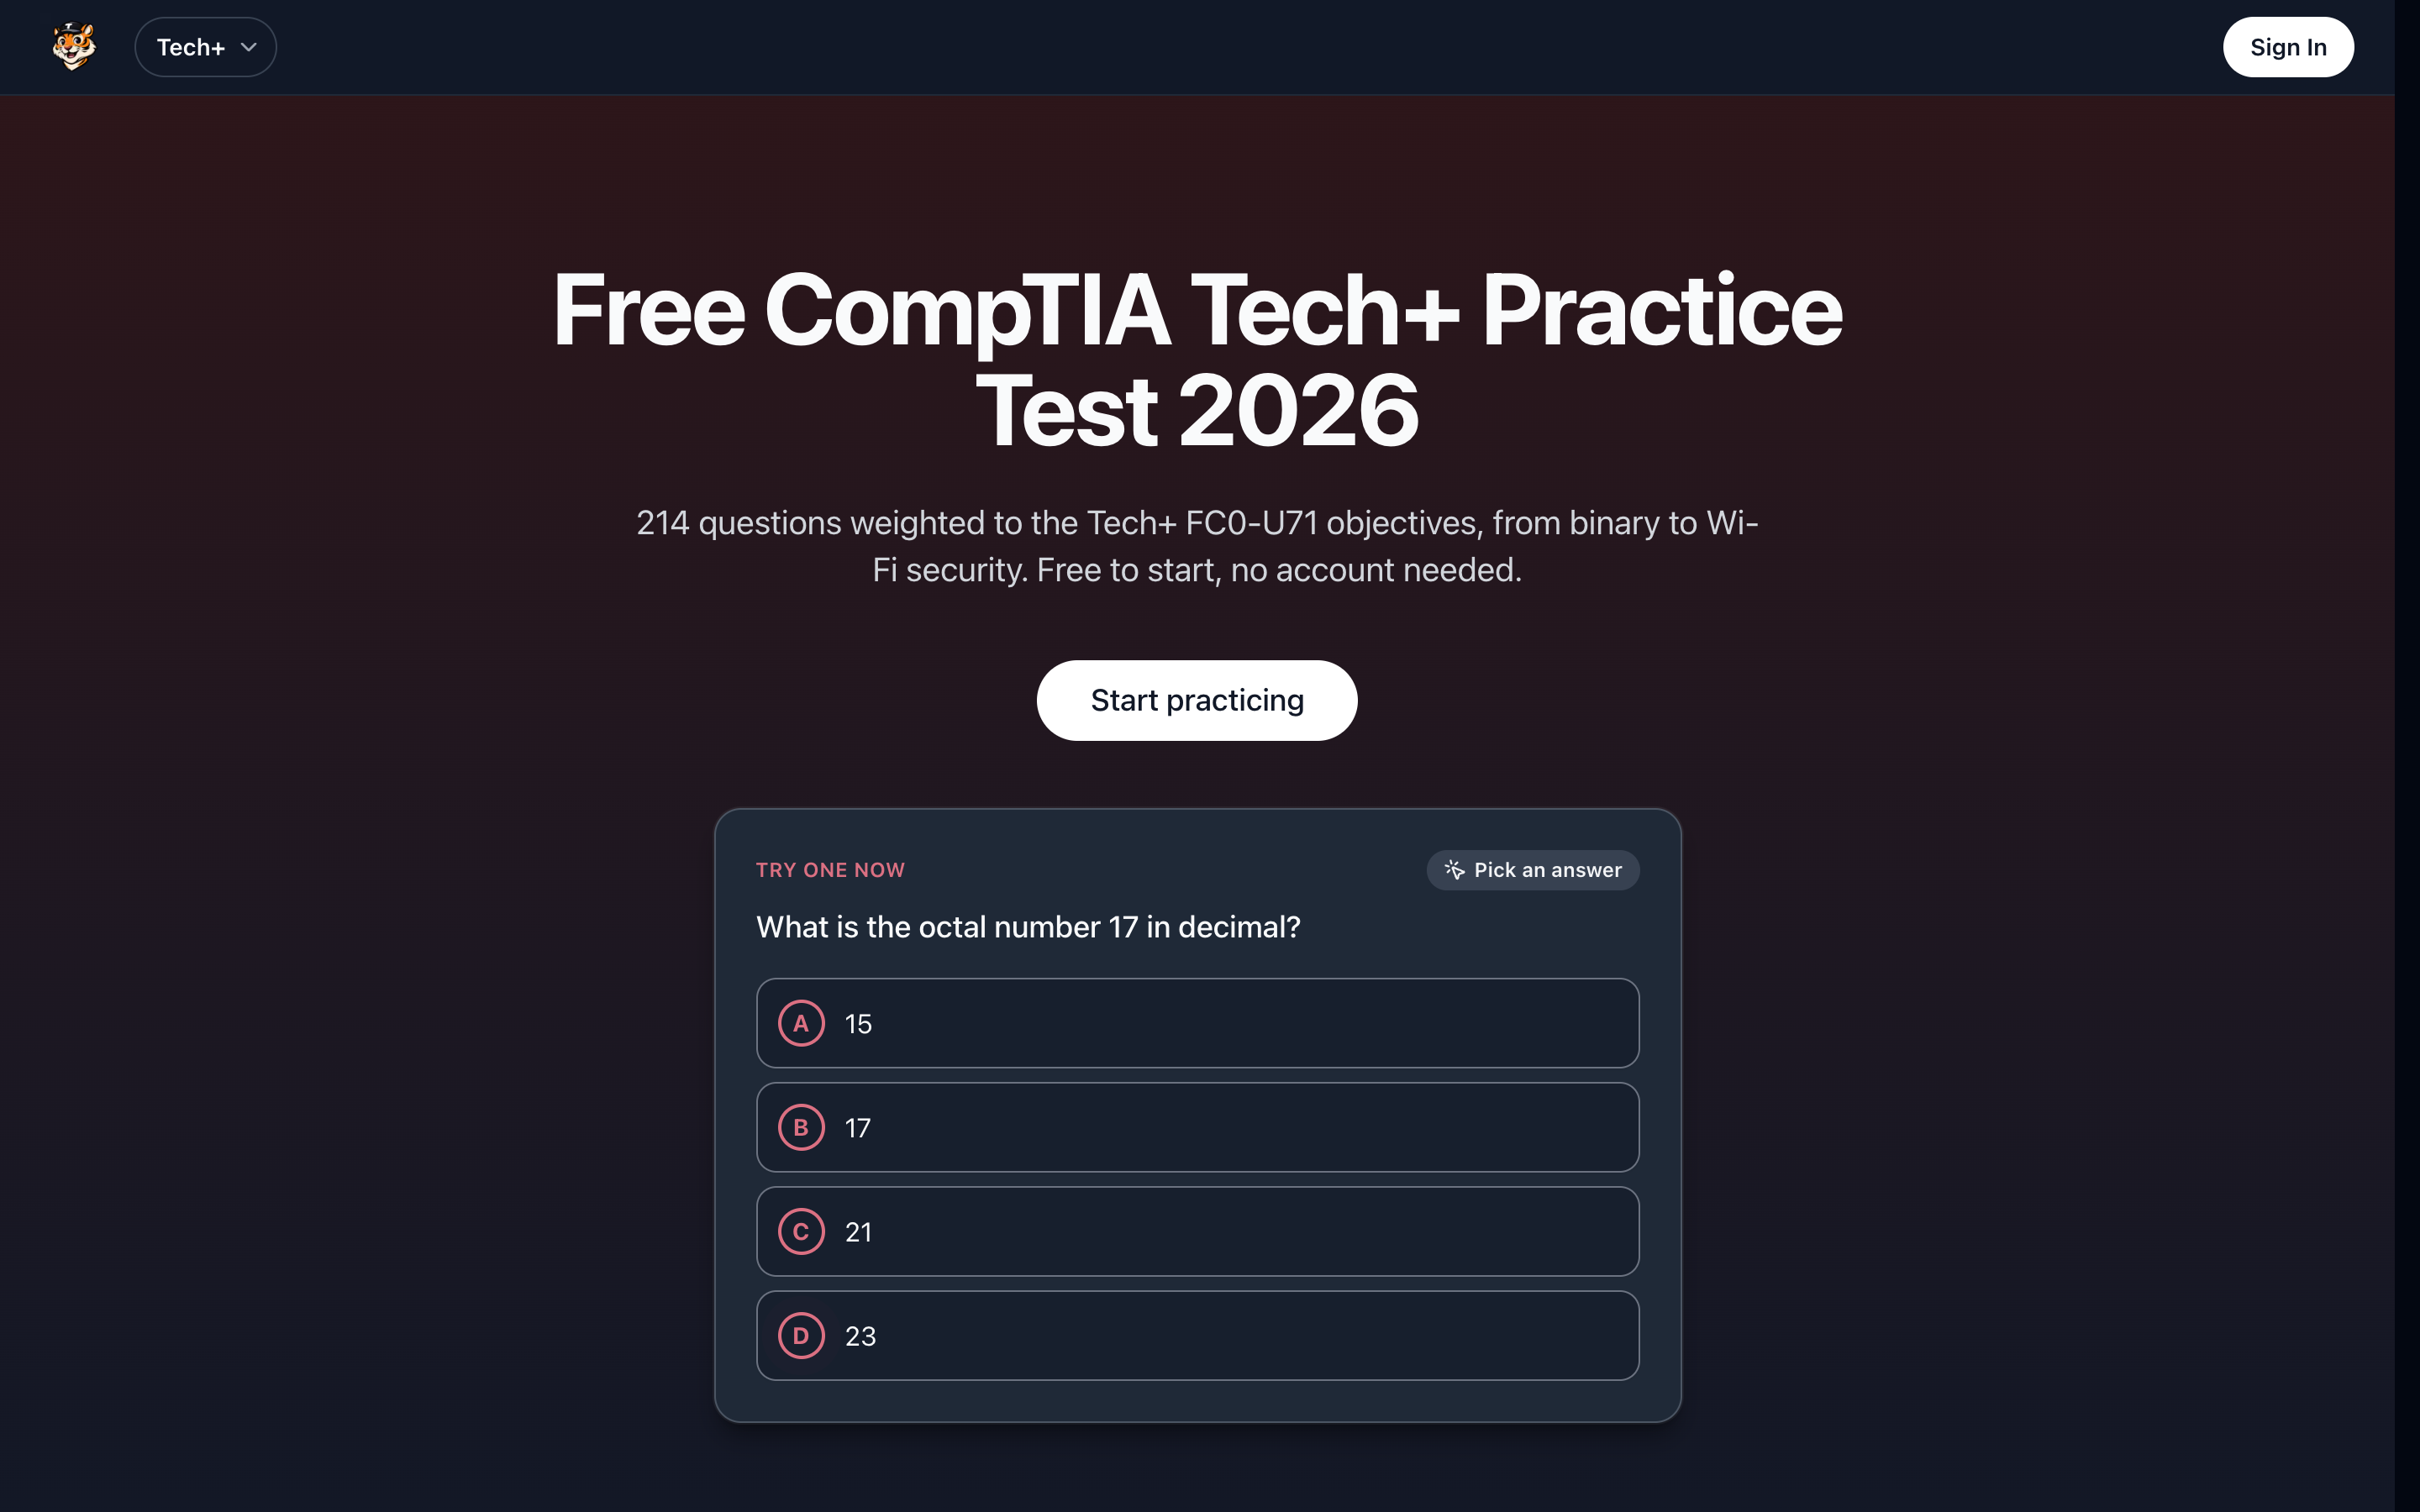 Tech+
Sign In
Free CompTIA Tech+ Practice
Test 2026
214 questions weighted to the Tech+ FC0-U71 objectives, from binary to Wi-
Fi security. Free to start, no account needed.
Start practicing
TRY ONE NOW
Pick an answer
What is the octal number 17 in decimal?
A 15
B 17
C 21
D 23